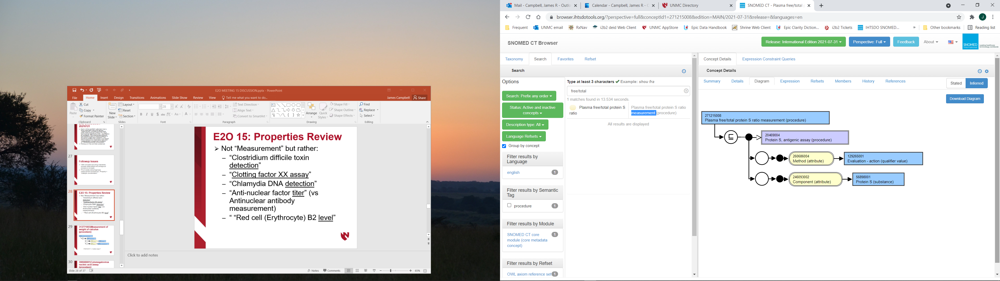 E2O MEETING 15 DISCUSSION.pptx - PowerPoint
File Home Insert Design Transitions Animations Slide Show Review View Tell me what you want to do... James Campbell Share
Paste
Cut
Copy
Format Painter
Clipboard
New Slide
Layout
Reset
Section
Slides
28
Font
Text Direction
Align Text
Convert to SmartArt
Paragraph
Arrange
Quick Styles
Shape Fill
Shape Outline
Shape Effects
Drawing
Find
Replace
Select
Editing
20210721
27
Followup Issues
28
E2O 15: Properties Review
29
313771003|Measurement of
weight of calculus
(procedure)
30
398568001|Cytomegalovirus
nucleic acid assay
(procedure)
E2O 15: Properties Review
➢ Not “Measurement” but rather:
– “Clostridium difficile toxin
detection”
– “Clotting factor XX assay”
– “Chlamydia DNA detection”
– “Anti-nuclear factor titer” (vs
Antinuclear antibody
measurement)
– “ “Red cell (Erythrocyte) B2 level”
Click to add notes
Slide 28 of 37
Notes Comments 65%
Mail - Campbell, James R - Outlo
Calendar - Campbell, James R - C
UNMC Directory
SNOMED CT - Plasma free/total
browser.ihtsdotools.org/?perspective=full&conceptId1=271215008&edition=MAIN/2021-07-31&release=&languages=en
J
Frequent UNMC email RxNav i2b2 deid Web Client UNMC AppStore Epic Data Handbook Shrine Web Client Epic Clarity Diction... i2b2 Tickets IHTSDO SNOMED... » Other bookmarks Reading list
SNOMED CT Browser
Release: International Edition 2021-07-31
Perspective: Full
Feedback
About
SNOMED
International
Leading healthcare
terminology worldwide
Taxonomy Search Favorites Refset
Search
Options
Search: Prefix any order
Status: Active and inactive
concepts
Description type: All
Language Refsets
Group by concept
Filter results by
Language
english 1
Filter results by Semantic
Tag
procedure 1
Filter results by Module
SNOMED CT core 1
module (core metadata
concept)
Filter results by Refset
OWL axiom reference set 1
Type at least 3 characters ✔ Example: shou fra
free/total
1 matches found in 13.534 seconds.
Plasma free/total protein S
ratio
Plasma free/total protein S ratio
measurement (procedure)
All results are displayed
Concept Details Expression Constraint Queries
Concept Details
Summary Details Diagram Expression Refsets Members History References
Stated Inferred
Download Diagram
271215008
Plasma free/total protein S ratio measurement (procedure)
⊑
20469004
Protein S, antigenic assay (procedure)
260686004
Method (attribute)
129265001
Evaluation - action (qualifier value)
246093002
Component (attribute)
56898001
Protein S (substance)